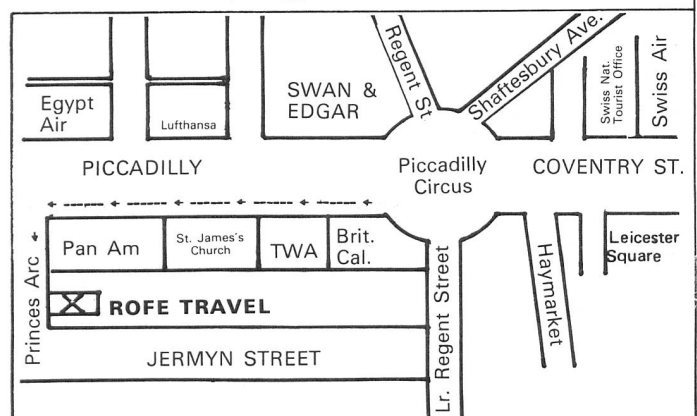 Regent St
Shaftesbury Ave.
Egypt
Air
Lufthansa
SWAN &
EDGAR
Swiss Nat.
Tourist Office
Swiss Air
PICCADILLY
Piccadilly
Circus
COVENTRY ST.
Princes Arc
Pan Am
St. James's
Church
TWA
Brit.
Cal.
Haymarket
Leicester
Square
X ROFE TRAVEL
JERMYN STREET
Lr. Regent Street